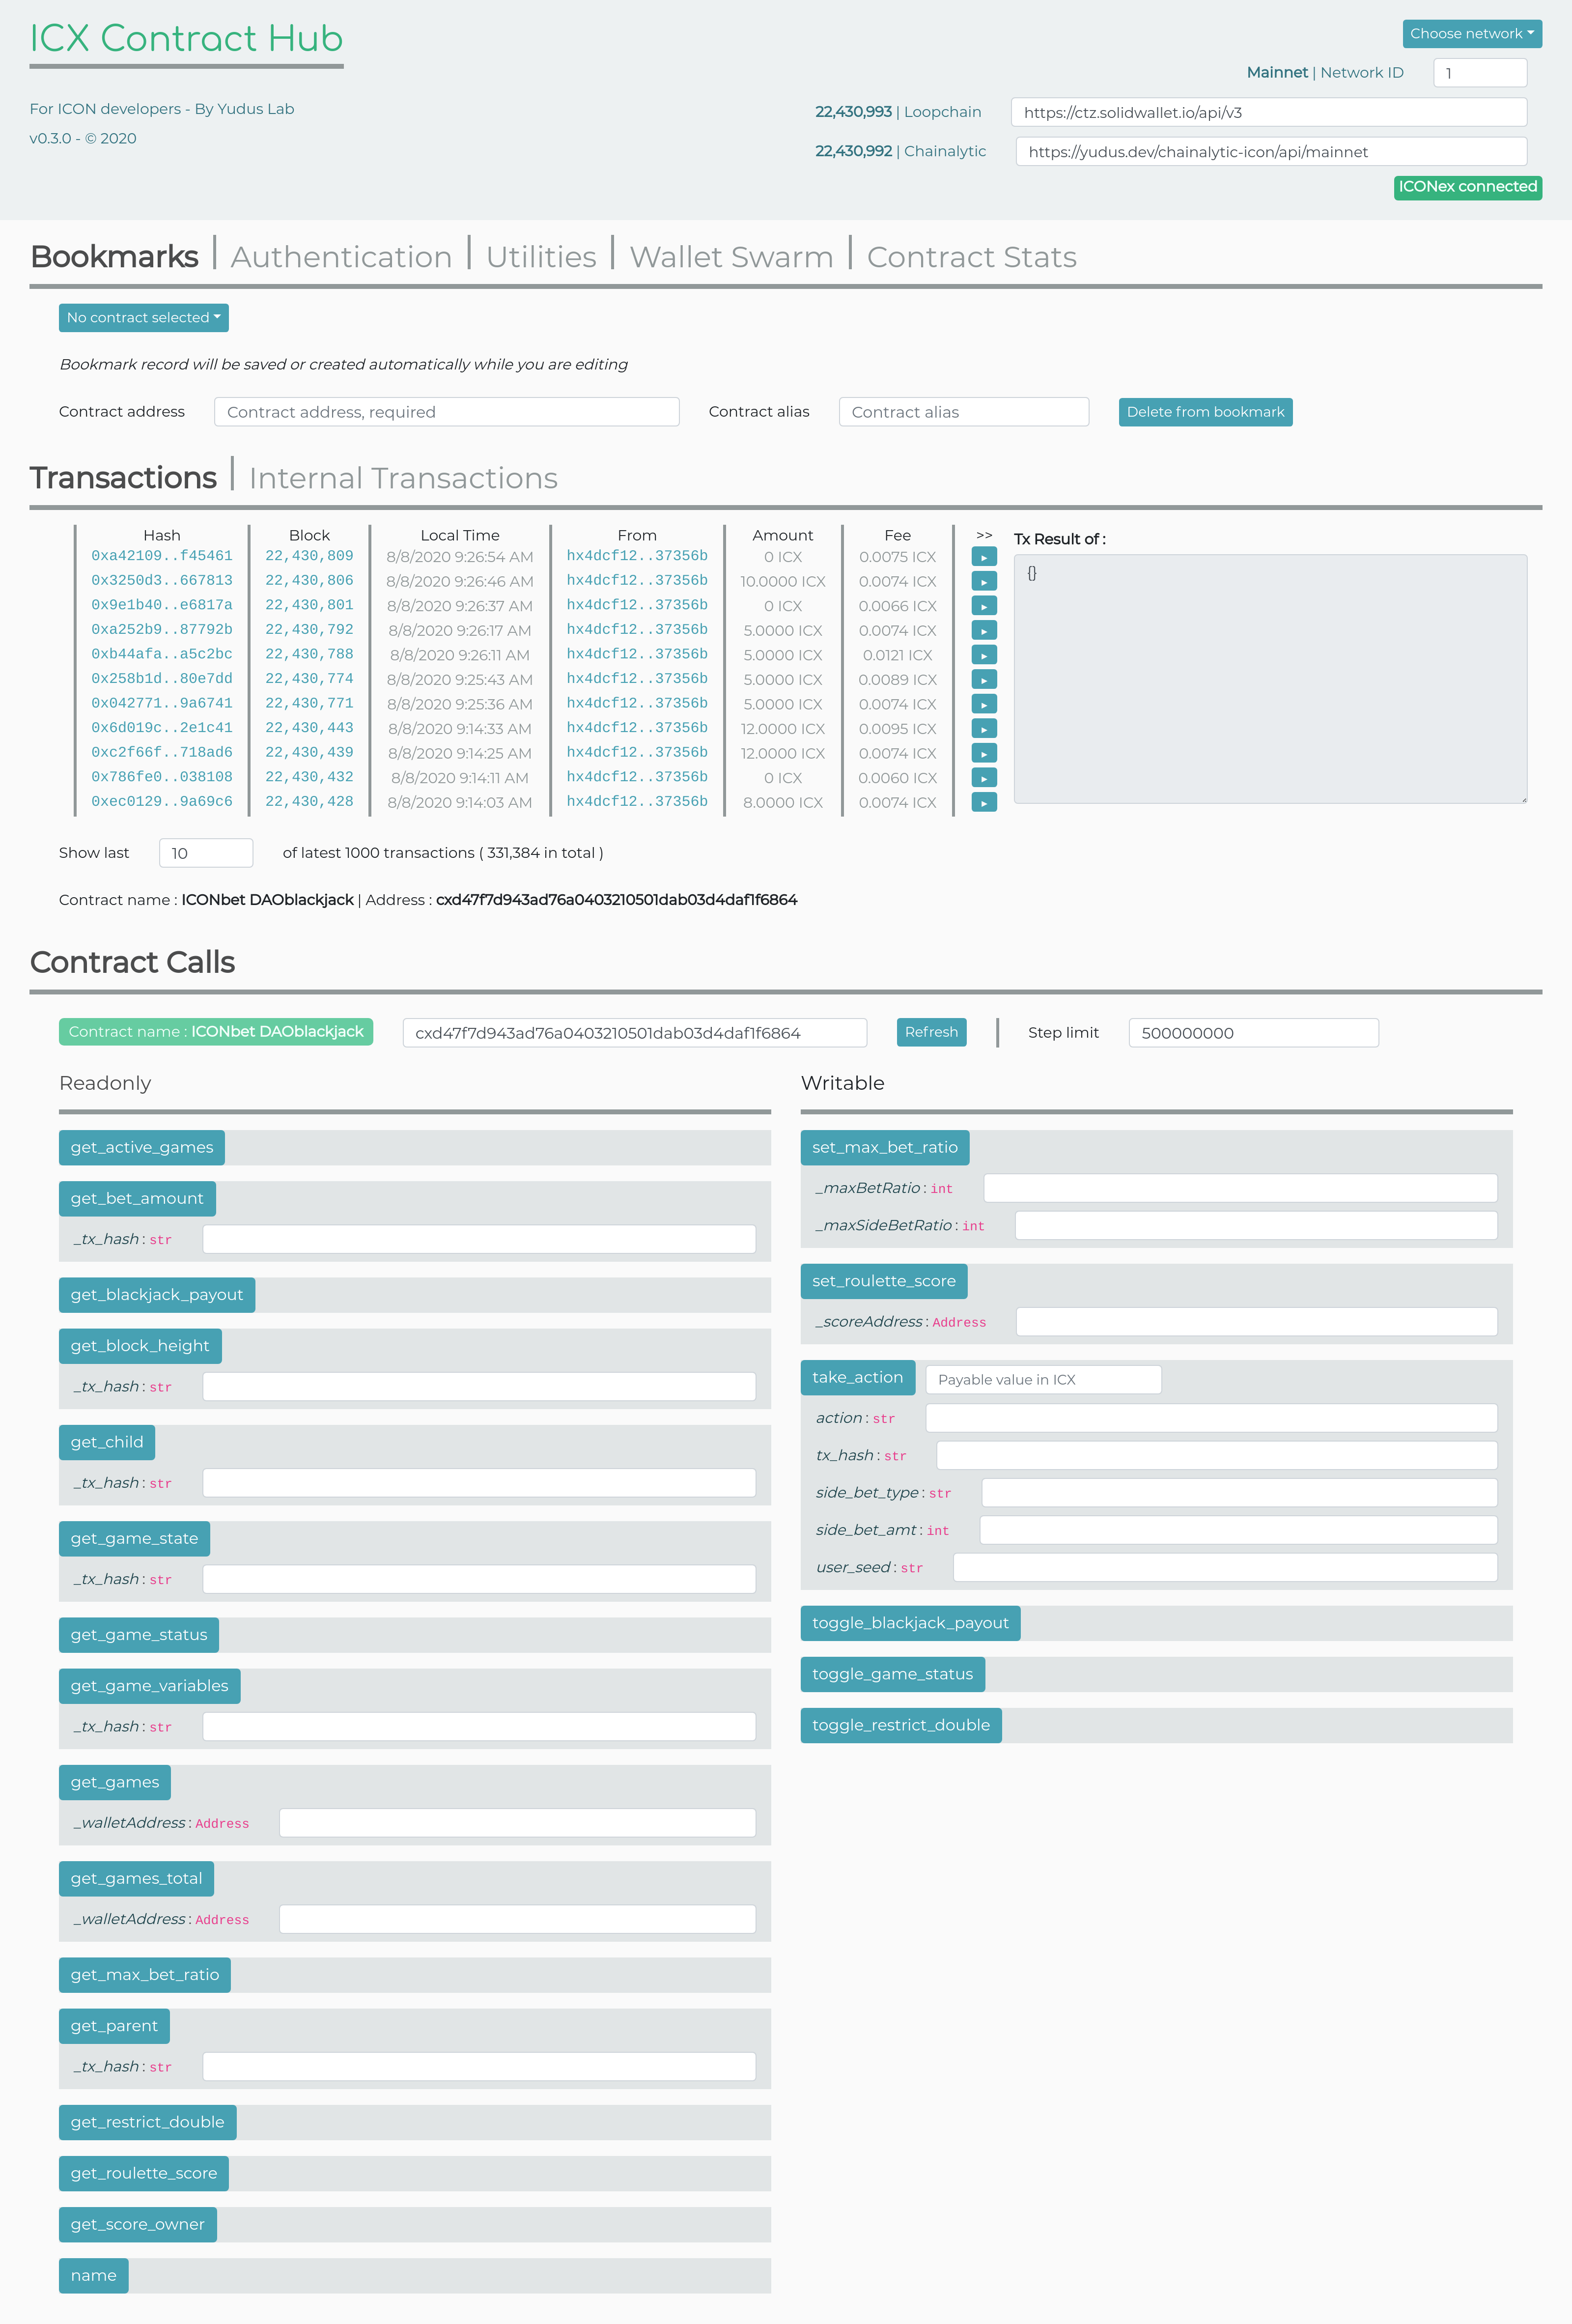 ICX Contract Hub
Choose network
Mainnet | Network ID 1
For ICON developers - By Yudus Lab
22,430,993 | Loopchain https://ctz.solidwallet.io/api/v3
v0.3.0 - © 2020
22,430,992 | Chainalytic https://yudus.dev/chainalytic-icon/api/mainnet
ICONex connected
Bookmarks | Authentication | Utilities | Wallet Swarm | Contract Stats
No contract selected
Bookmark record will be saved or created automatically while you are editing
Contract address Contract address, required Contract alias Contract alias Delete from bookmark
Transactions | Internal Transactions
Hash Block Local Time From Amount Fee >> Tx Result of :
0xa42109..f45461 22,430,809 8/8/2020 9:26:54 AM hx4dcf12..37356b 0 ICX 0.0075 ICX ▸ {}
0x3250d3..667813 22,430,806 8/8/2020 9:26:46 AM hx4dcf12..37356b 10.0000 ICX 0.0074 ICX ▸
0x9e1b40..e6817a 22,430,801 8/8/2020 9:26:37 AM hx4dcf12..37356b 0 ICX 0.0066 ICX ▸
0xa252b9..87792b 22,430,792 8/8/2020 9:26:17 AM hx4dcf12..37356b 5.0000 ICX 0.0074 ICX ▸
0xb44afa..a5c2bc 22,430,788 8/8/2020 9:26:11 AM hx4dcf12..37356b 5.0000 ICX 0.0121 ICX ▸
0x258b1d..80e7dd 22,430,774 8/8/2020 9:25:43 AM hx4dcf12..37356b 5.0000 ICX 0.0089 ICX ▸
0x042771..9a6741 22,430,771 8/8/2020 9:25:36 AM hx4dcf12..37356b 5.0000 ICX 0.0074 ICX ▸
0x6d019c..2e1c41 22,430,443 8/8/2020 9:14:33 AM hx4dcf12..37356b 12.0000 ICX 0.0095 ICX ▸
0xc2f66f..718ad6 22,430,439 8/8/2020 9:14:25 AM hx4dcf12..37356b 12.0000 ICX 0.0074 ICX ▸
0x786fe0..038108 22,430,432 8/8/2020 9:14:11 AM hx4dcf12..37356b 0 ICX 0.0060 ICX ▸
0xec0129..9a69c6 22,430,428 8/8/2020 9:14:03 AM hx4dcf12..37356b 8.0000 ICX 0.0074 ICX ▸
Show last 10 of latest 1000 transactions ( 331,384 in total )
Contract name : ICONbet DAOblackjack | Address : cxd47f7d943ad76a0403210501dab03d4daf1f6864
Contract Calls
Contract name : ICONbet DAOblackjack cxd47f7d943ad76a0403210501dab03d4daf1f6864 Refresh | Step limit 500000000
Readonly
get_active_games
get_bet_amount
_tx_hash : str
get_blackjack_payout
get_block_height
_tx_hash : str
get_child
_tx_hash : str
get_game_state
_tx_hash : str
get_game_status
get_game_variables
_tx_hash : str
get_games
_walletAddress : Address
get_games_total
_walletAddress : Address
get_max_bet_ratio
get_parent
_tx_hash : str
get_restrict_double
get_roulette_score
get_score_owner
name
Writable
set_max_bet_ratio
_maxBetRatio : int
_maxSideBetRatio : int
set_roulette_score
_scoreAddress : Address
take_action Payable value in ICX
action : str
tx_hash : str
side_bet_type : str
side_bet_amt : int
user_seed : str
toggle_blackjack_payout
toggle_game_status
toggle_restrict_double